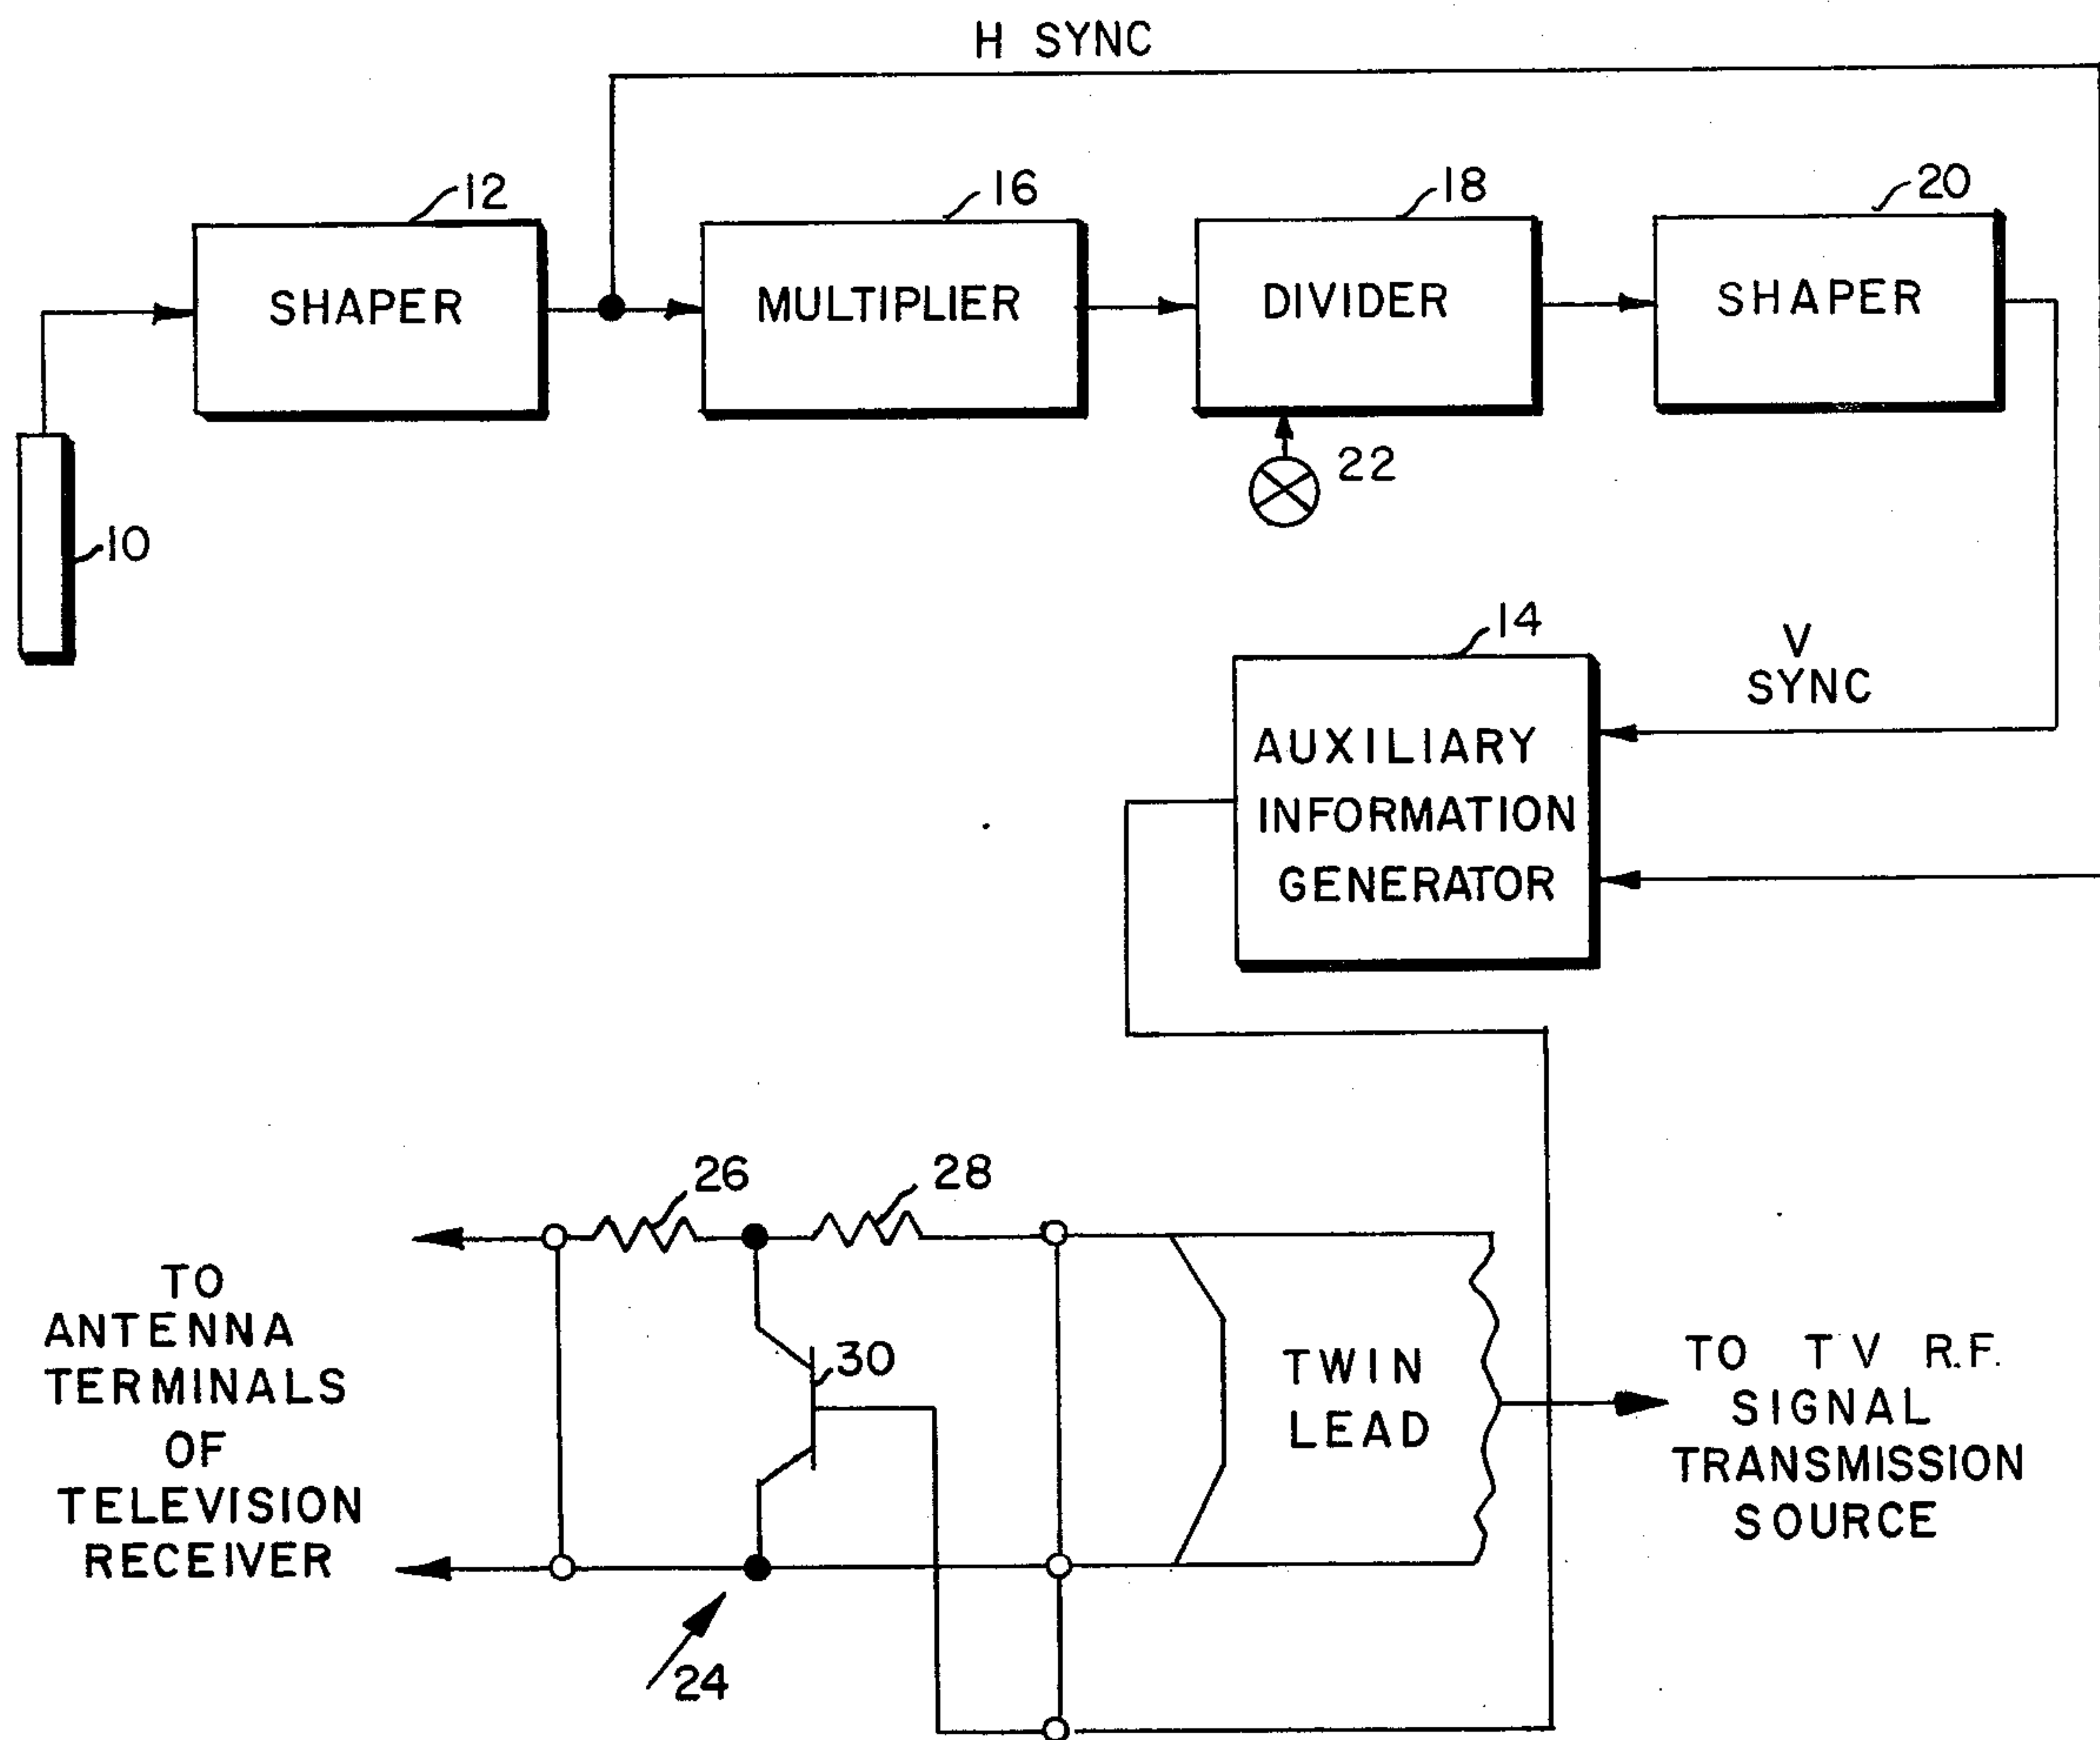 H SYNC
12
16
18
20
SHAPER
MULTIPLIER
DIVIDER
SHAPER
22
10
14
V
SYNC
AUXILIARY
INFORMATION
GENERATOR
26
28
30
TO
ANTENNA
TERMINALS
OF
TELEVISION
RECEIVER
TWIN
LEAD
TO TV R.F.
SIGNAL
TRANSMISSION
SOURCE
24